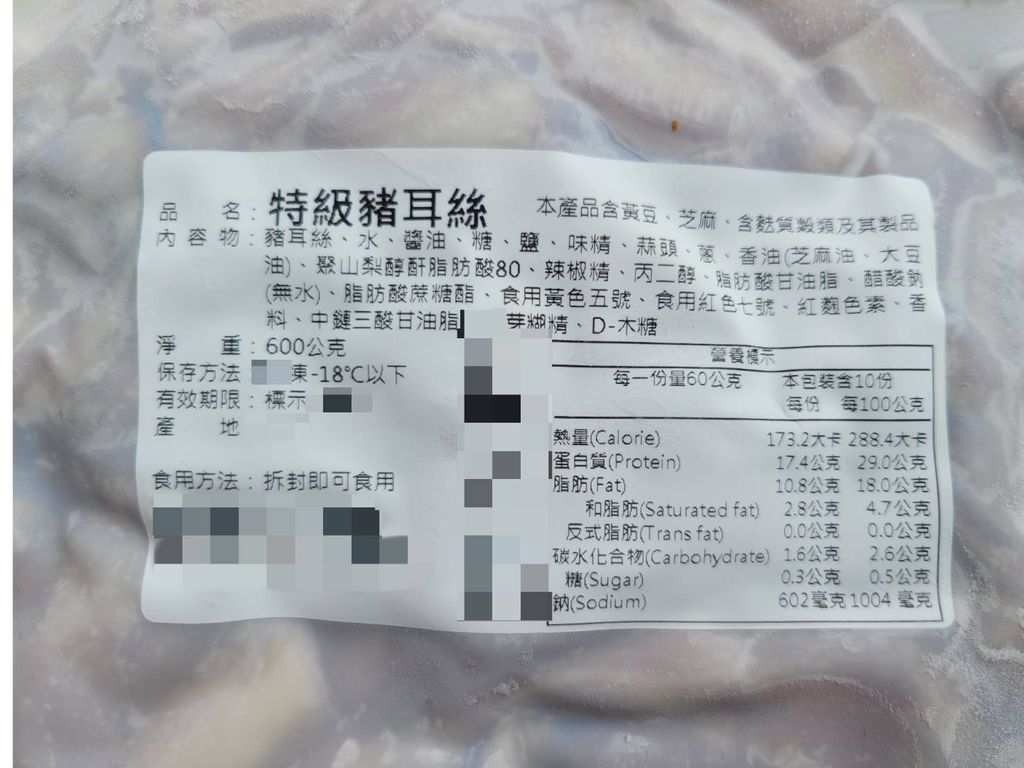 品 名：特級豬耳絲
本產品含黃豆、芝麻、含麩質穀類及其製品
內容物：豬耳絲、水、醬油、糖、鹽、味精、蒜頭、蔥、香油(芝麻油、大豆
油)、聚山梨醇酐脂肪酸80、辣椒精、丙二醇、脂肪酸甘油脂、醋酸鈉
(無水)、脂肪酸蔗糖酯、食用黃色五號、食用紅色七號、紅麴色素、香
料、中鏈三酸甘油脂 芽糊精、D-木糖
淨 重：600公克
保存方法 凍-18℃以下
有效期限：標示
產 地
食用方法：拆封即可食用
營養標示
每一份量60公克 本包裝含10份
每份 每100公克
熱量(Calorie) 173.2大卡 288.4大卡
蛋白質(Protein) 17.4公克 29.0公克
脂肪(Fat) 10.8公克 18.0公克
和脂肪(Saturated fat) 2.8公克 4.7公克
反式脂肪(Trans fat) 0.0公克 0.0公克
碳水化合物(Carbohydrate) 1.6公克 2.6公克
糖(Sugar) 0.3公克 0.5公克
鈉(Sodium) 602毫克 1004 毫克